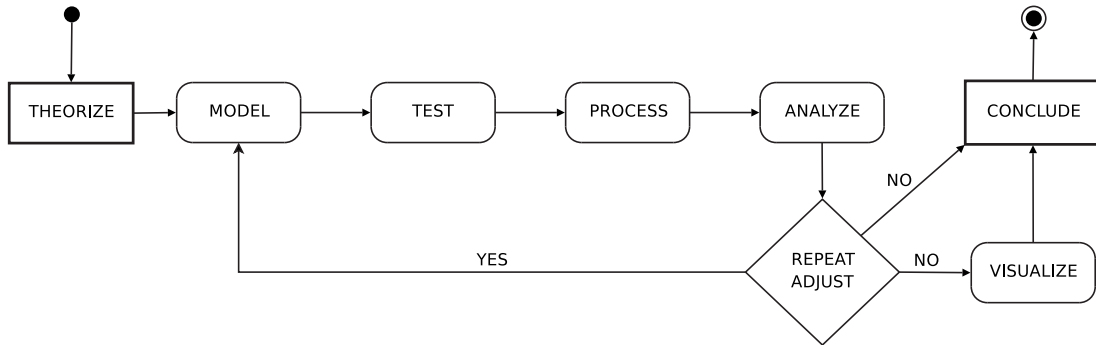 THEORIZE
MODEL
TEST
PROCESS
ANALYZE
CONCLUDE
NO
YES
REPEAT
ADJUST
NO
VISUALIZE